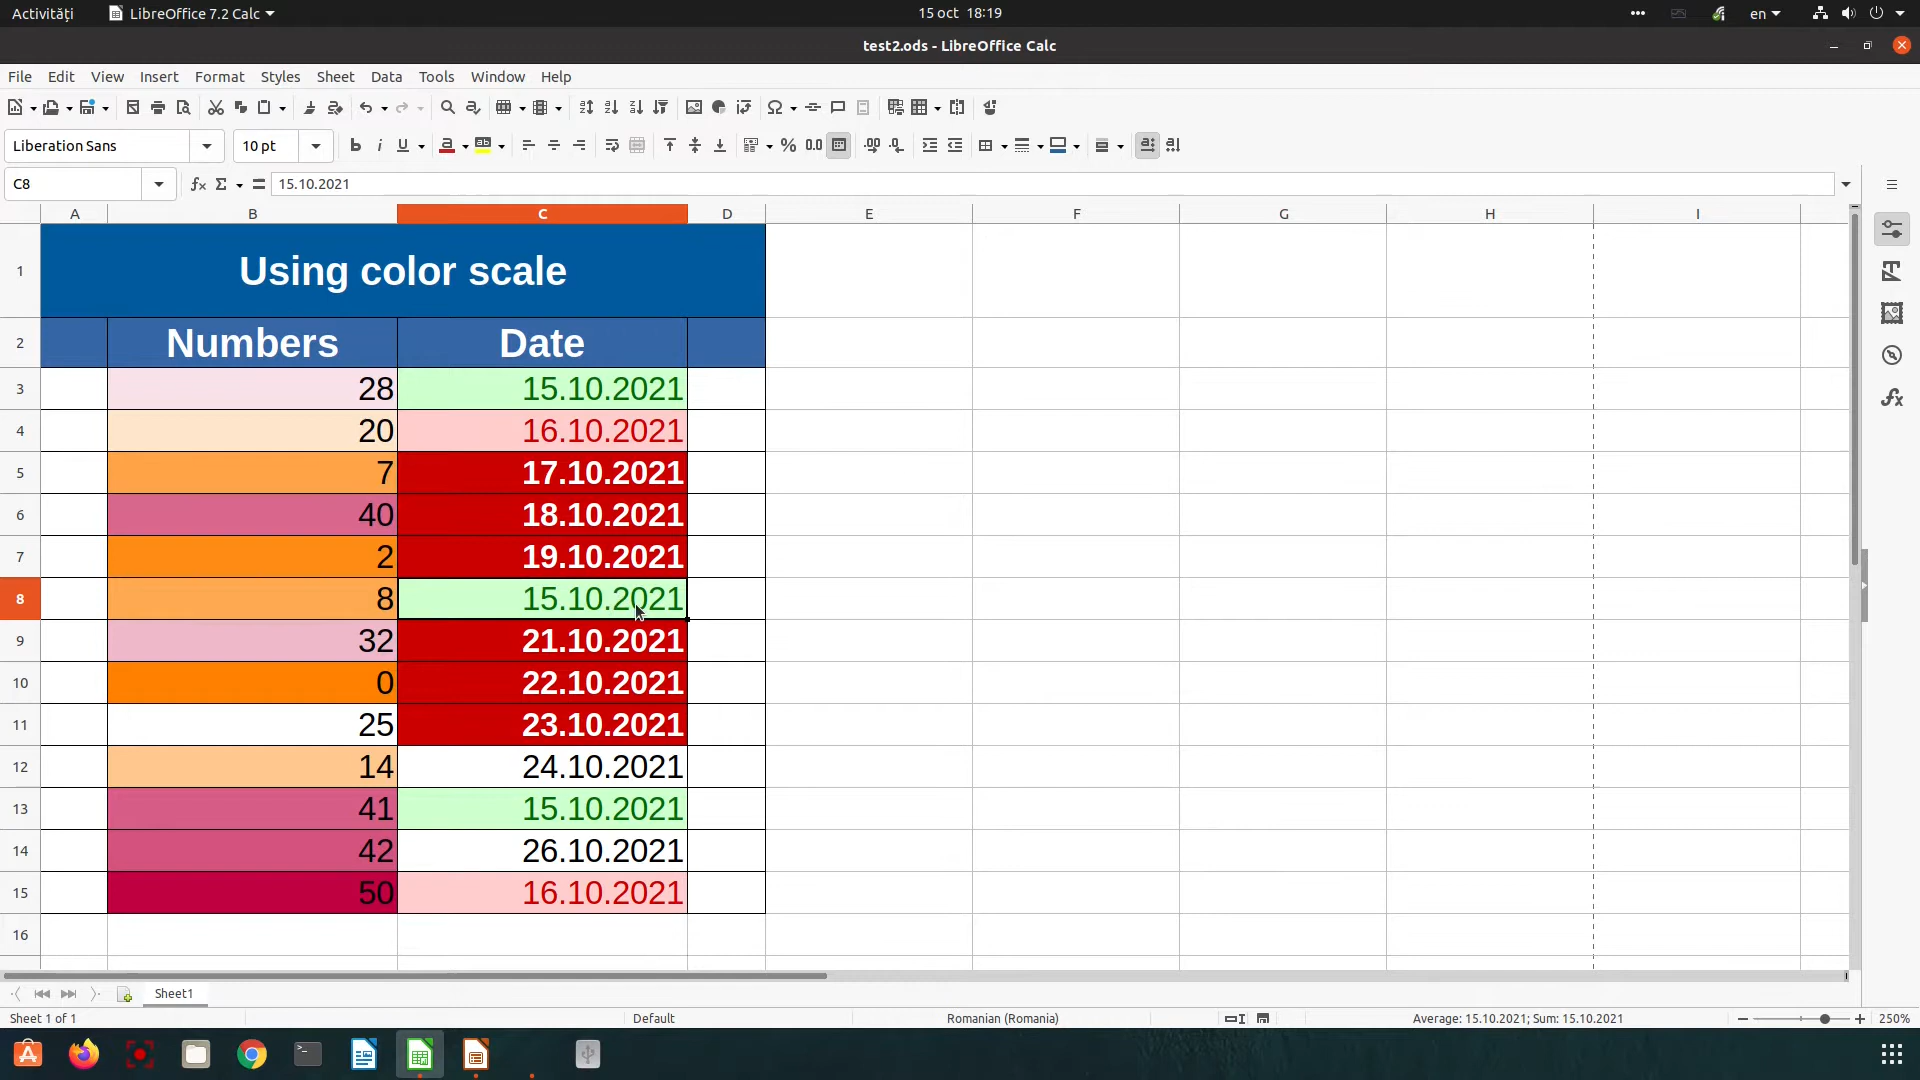 Activități LibreOffice 7.2 Calc 15 oct 18:19 en
test2.ods - LibreOffice Calc
File Edit View Insert Format Styles Sheet Data Tools Window Help
Liberation Sans 10 pt
C8 15.10.2021
A B C D E F G H I
1 Using color scale
2 Numbers Date
3 28 15.10.2021
4 20 16.10.2021
5 7 17.10.2021
6 40 18.10.2021
7 2 19.10.2021
8 8 15.10.2021
9 32 21.10.2021
10 0 22.10.2021
11 25 23.10.2021
12 14 24.10.2021
13 41 15.10.2021
14 42 26.10.2021
15 50 16.10.2021
16
Sheet1
Sheet 1 of 1 Default Romanian (Romania) Average: 15.10.2021; Sum: 15.10.2021 250%